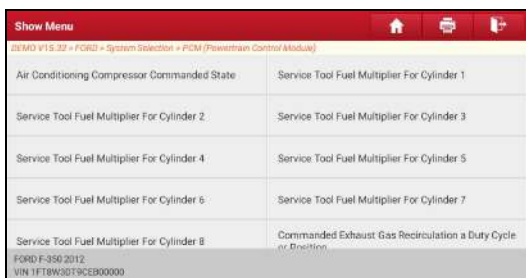 Show Menu
DEMO V15.32 » FORD » System Selection » PCM (Powertrain Control Module)
Air Conditioning Compressor Commanded State
Service Tool Fuel Multiplier For Cylinder 1
Service Tool Fuel Multiplier For Cylinder 2
Service Tool Fuel Multiplier For Cylinder 3
Service Tool Fuel Multiplier For Cylinder 4
Service Tool Fuel Multiplier For Cylinder 5
Service Tool Fuel Multiplier For Cylinder 6
Service Tool Fuel Multiplier For Cylinder 7
Service Tool Fuel Multiplier For Cylinder 8
Commanded Exhaust Gas Recirculation a Duty Cycle
or Position
FORD F-350 2012
VIN 1FT8W3DT9CEB00000